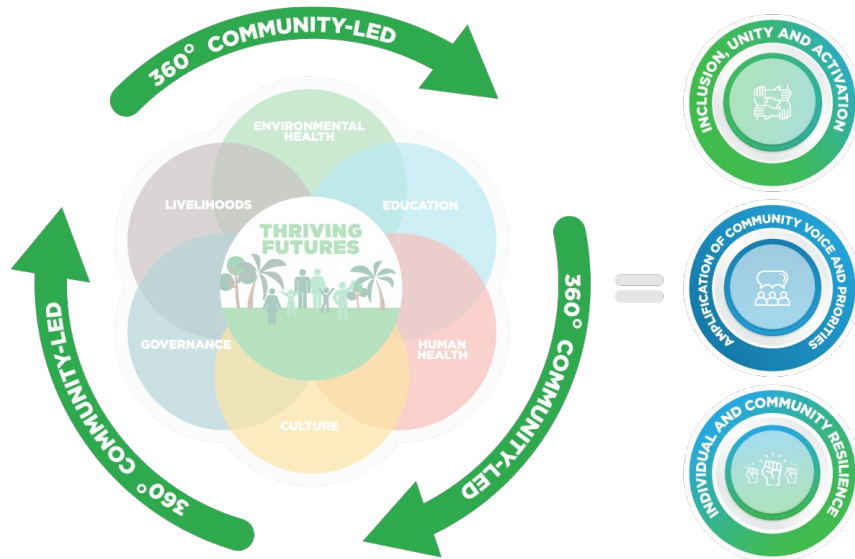 360° COMMUNITY-LED
ENVIRONMENTAL
HEALTH
LIVELIHOODS
EDUCATION
THRIVING
FUTURES
GOVERNANCE
HUMAN
HEALTH
CULTURE
360° COMMUNITY-LED
360° COMMUNITY-LED
=
INCLUSION, UNITY AND ACTIVATION
AMPLIFICATION OF COMMUNITY VOICE AND PRIORITIES
INDIVIDUAL AND COMMUNITY RESILIENCE